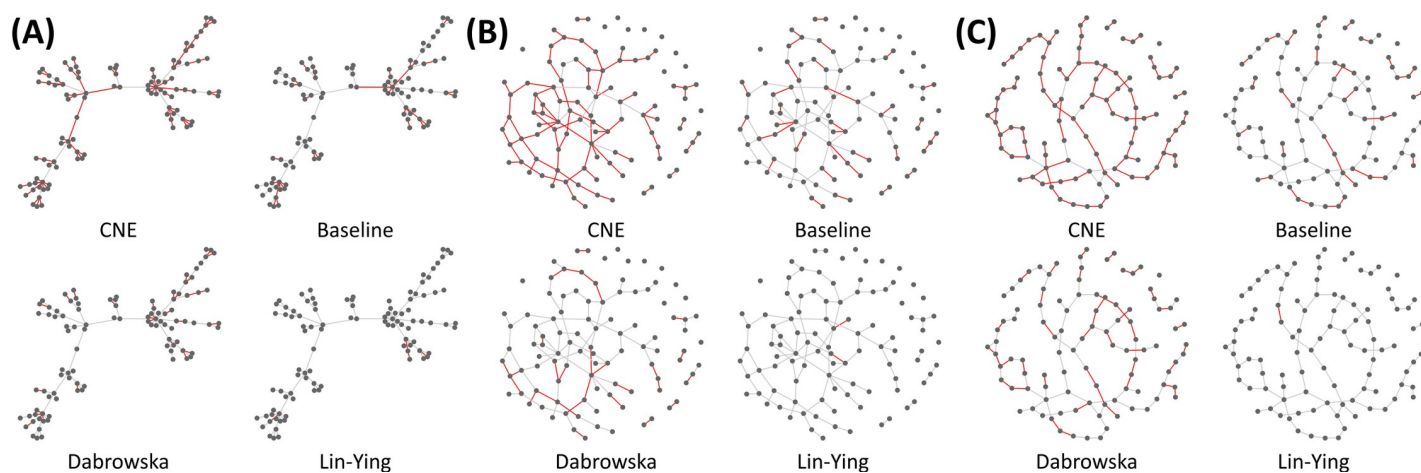 (A) (B) (C)
CNE Baseline CNE Baseline CNE Baseline
Dabrowska Lin-Ying Dabrowska Lin-Ying Dabrowska Lin-Ying